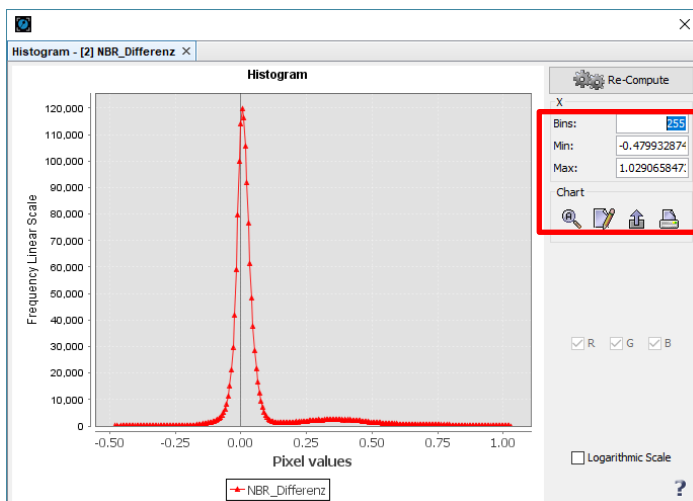 Histogram - [2] NBR_Differenz
Histogram
Frequency Linear Scale
120,000
110,000
100,000
90,000
80,000
70,000
60,000
50,000
40,000
30,000
20,000
10,000
0
-0.50
-0.25
0.00
0.25
0.50
0.75
1.00
Pixel values
NBR_Differenz
Re-Compute
X
Bins: 255
Min: -0.479932874
Max: 1.029065847
Chart
R G B
Logarithmic Scale
?